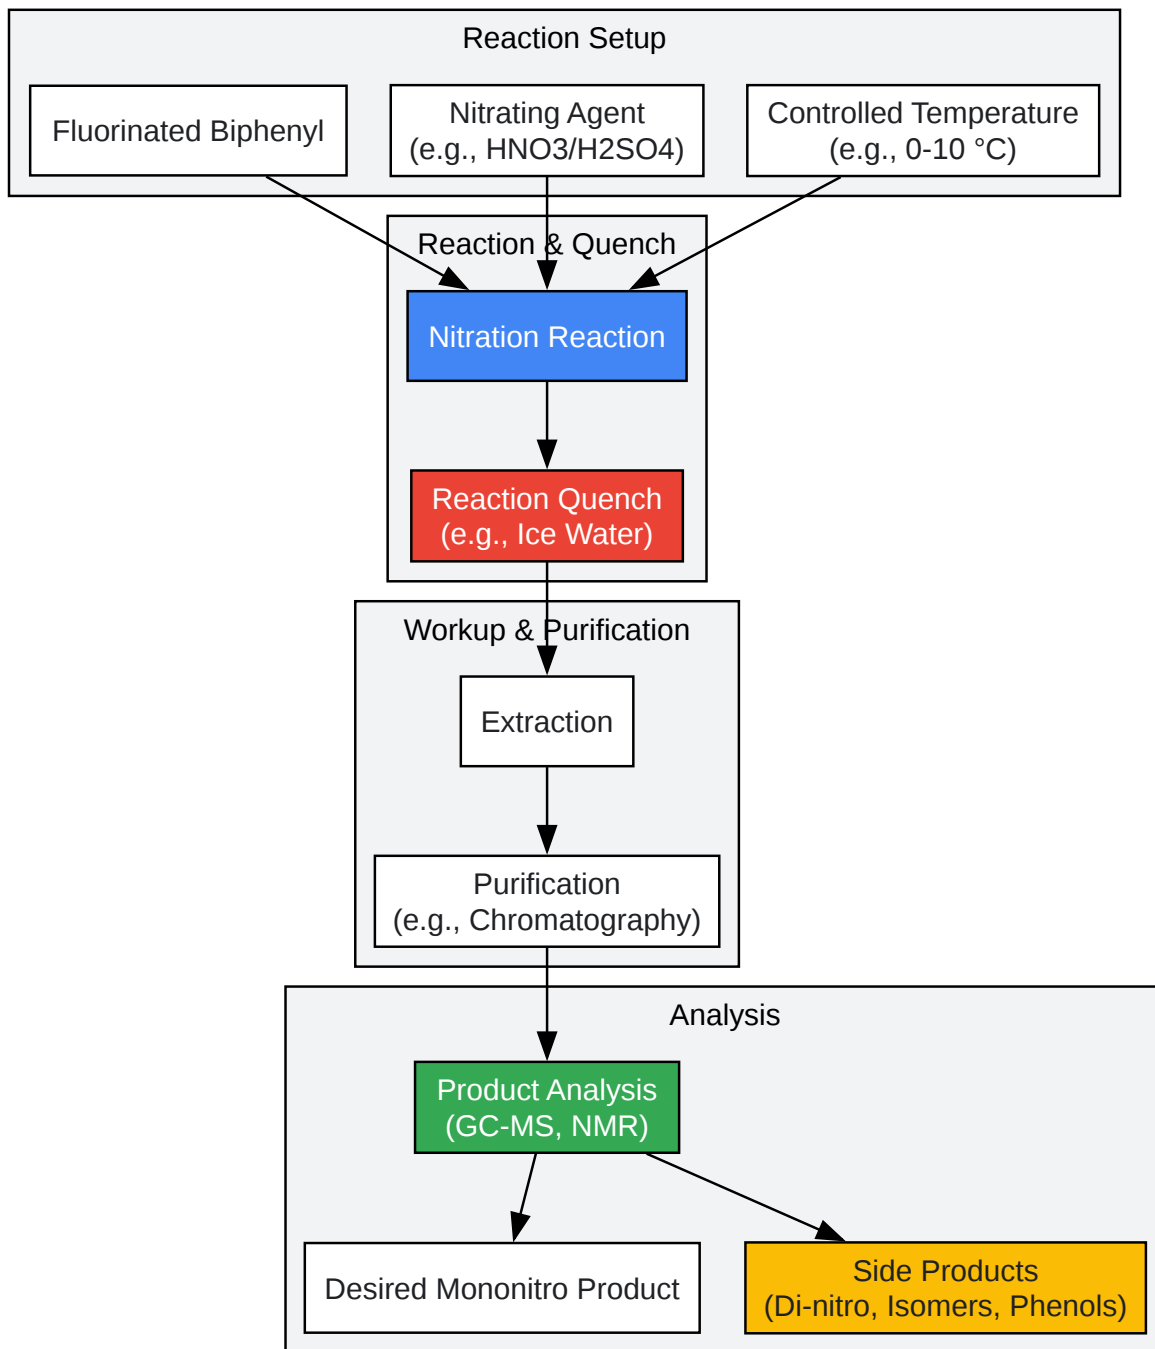 Reaction Setup
Fluorinated Biphenyl
Nitrating Agent
(e.g., HNO3/H2SO4)
Controlled Temperature
(e.g., 0-10 °C)
Reaction & Quench
Nitration Reaction
Reaction Quench
(e.g., Ice Water)
Workup & Purification
Extraction
Purification
(e.g., Chromatography)
Analysis
Product Analysis
(GC-MS, NMR)
Desired Mononitro Product
Side Products
(Di-nitro, Isomers, Phenols)